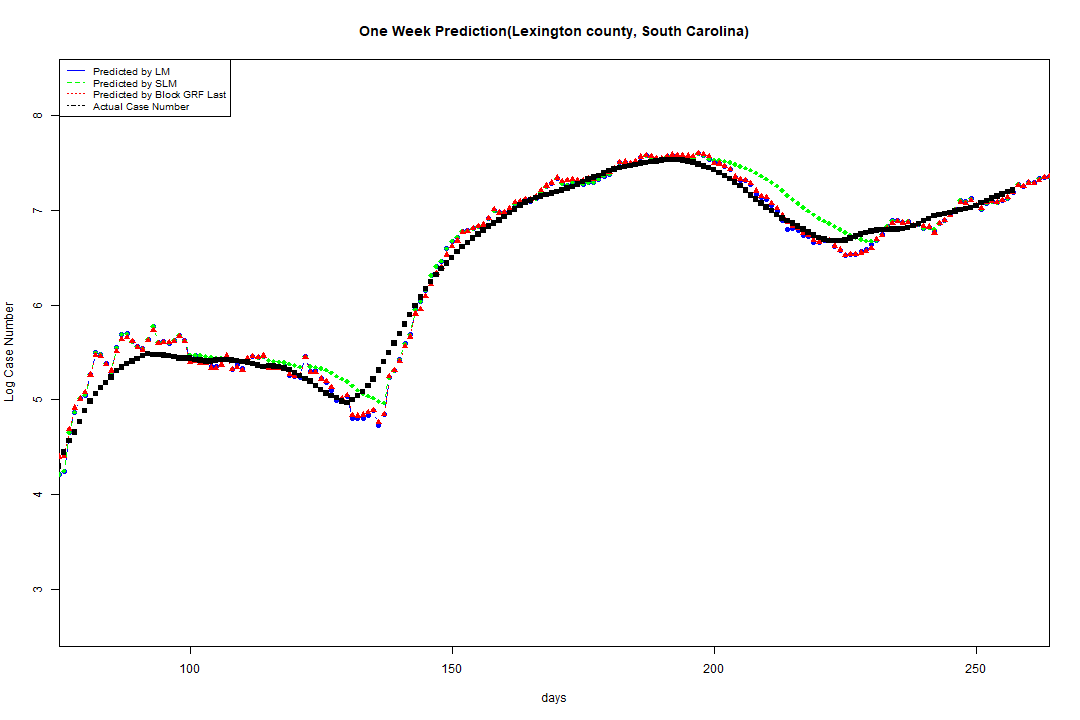 One Week Prediction(Lexington county, South Carolina)
Predicted by LM
Predicted by SLM
Predicted by Block GRF Last
Actual Case Number
8
7
6
5
4
3
Log Case Number
100 150 200 250
days